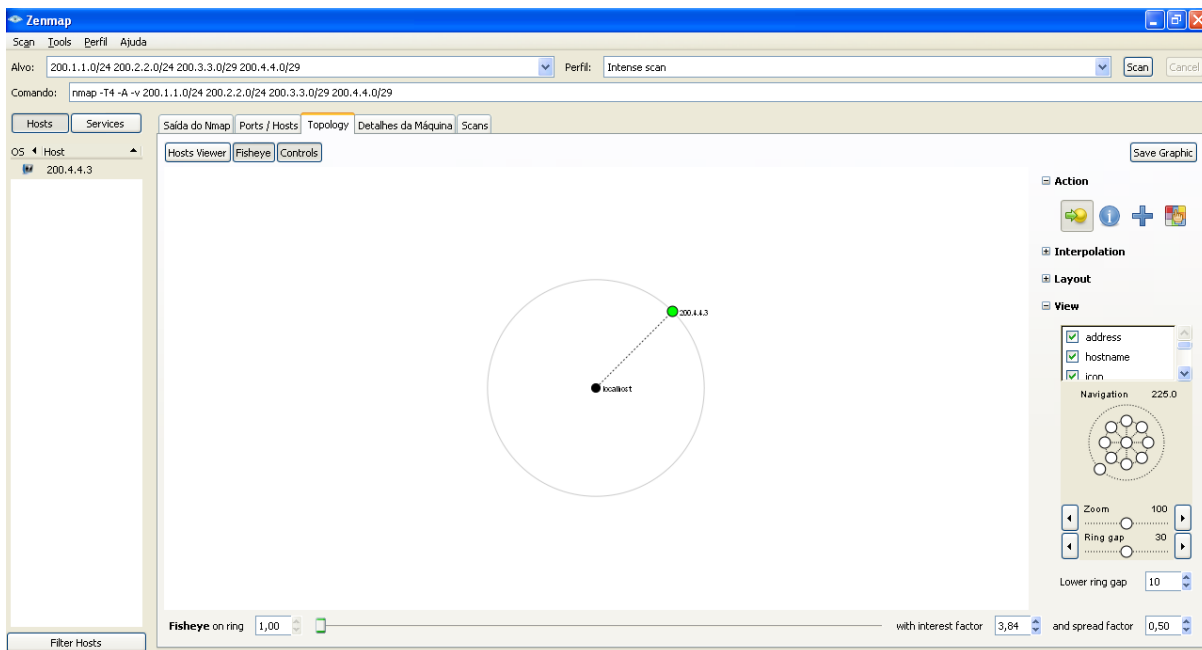 Zenmap
Scan Tools Perfil Ajuda
Alvo: 200.1.1.0/24 200.2.2.0/24 200.3.3.0/29 200.4.4.0/29 Perfil: Intense scan Scan Cancel
Comando: nmap -T4 -A -v 200.1.1.0/24 200.2.2.0/24 200.3.3.0/29 200.4.4.0/29
Hosts Services Saída do Nmap Ports / Hosts Topology Detalhes da Máquina Scans
OS Host Hosts Viewer Fisheye Controls Save Graphic
200.4.4.3
Action
Interpolation
Layout
View
200.4.4.3
address
hostname
icon
localhost
Navigation 225.0
Zoom 100
Ring gap 30
Lower ring gap 10
Fisheye on ring 1,00 with interest factor 3,84 and spread factor 0,50
Filter Hosts